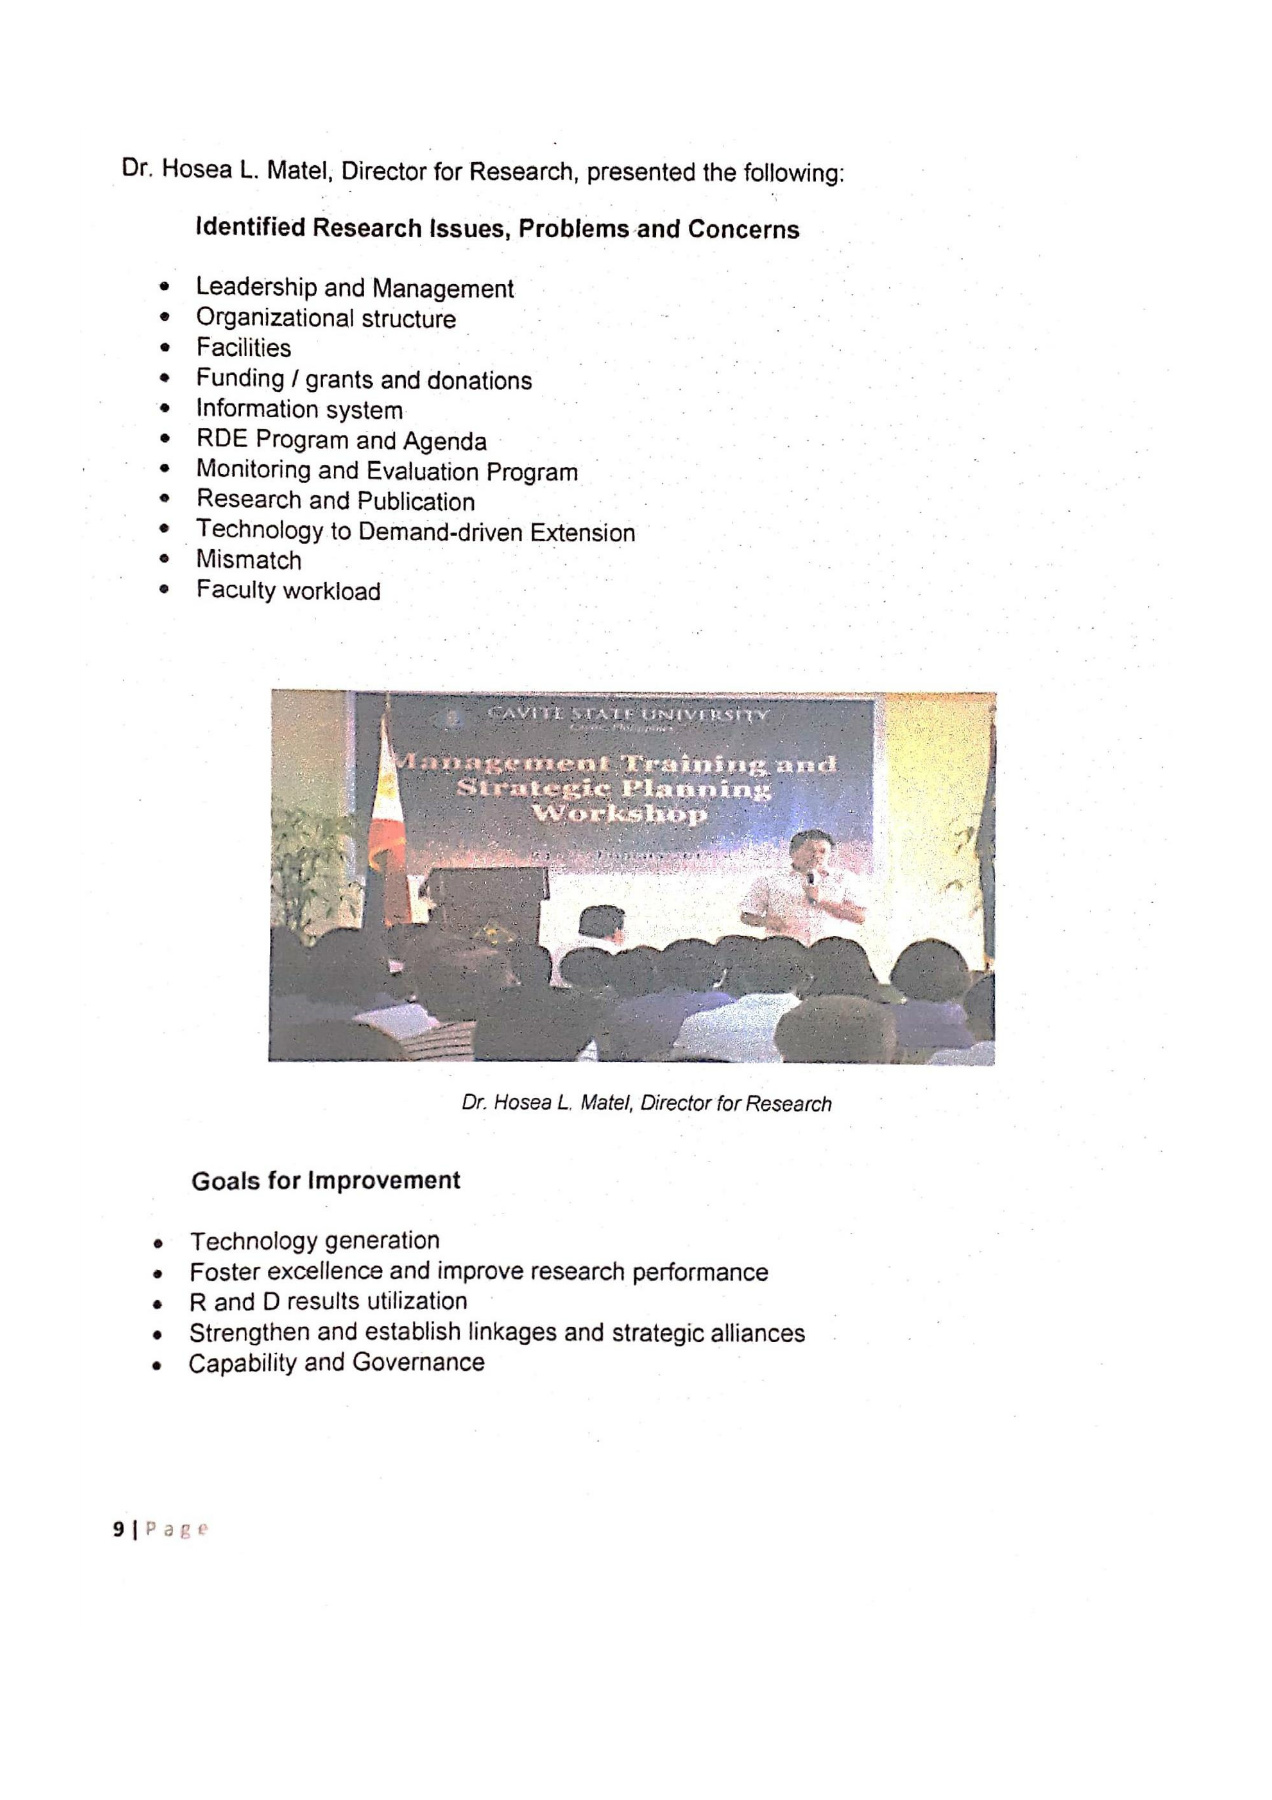 Dr. Hosea L. Matel, Director for Research, presented the following:
Identified Research Issues, Problems and Concerns
• Leadership and Management
• Organizational structure
• Facilities
• Funding / grants and donations
• Information system
• RDE Program and Agenda
• Monitoring and Evaluation Program
• Research and Publication
• Technology to Demand-driven Extension
• Mismatch
• Faculty workload
CAVITE STATE UNIVERSITY
Management Training and
Strategic Planning
Workshop
Dr. Hosea L. Matel, Director for Research
Goals for Improvement
• Technology generation
• Foster excellence and improve research performance
• R and D results utilization
• Strengthen and establish linkages and strategic alliances
• Capability and Governance
9 | Page